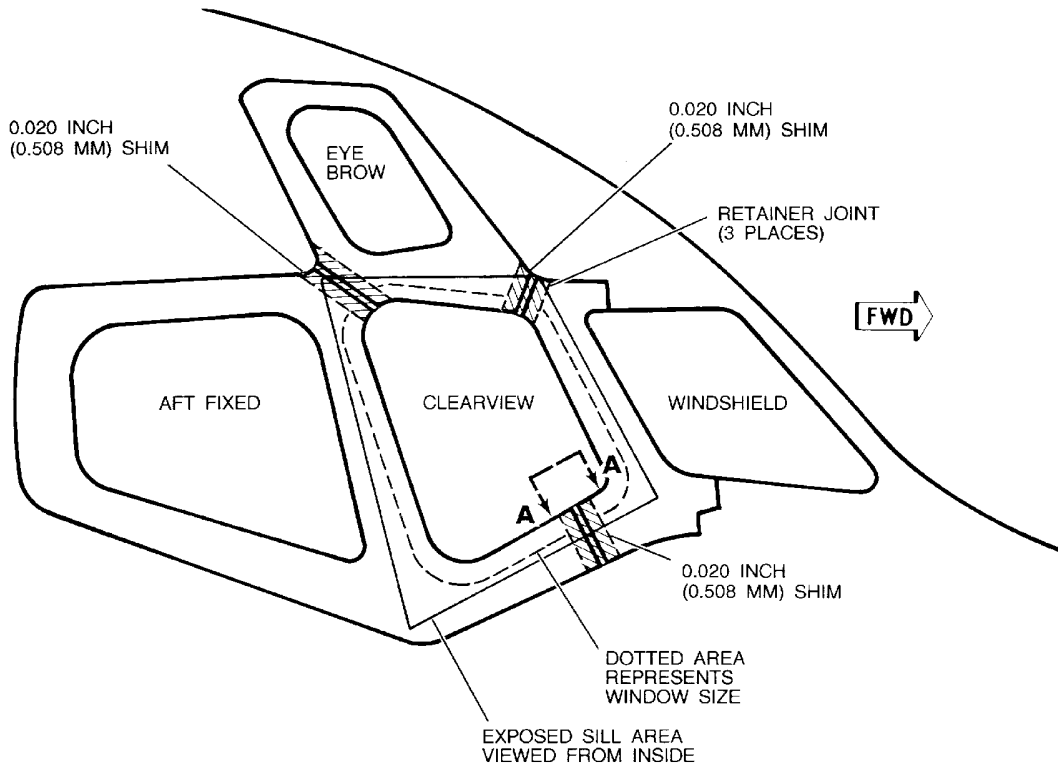 0.020 INCH
(0.508 MM) SHIM
EYE
BROW
0.020 INCH
(0.508 MM) SHIM
RETAINER JOINT
(3 PLACES)
FWD
AFT FIXED
CLEARVIEW
WINDSHIELD
A
A
0.020 INCH
(0.508 MM) SHIM
DOTTED AREA
REPRESENTS
WINDOW SIZE
EXPOSED SILL AREA
VIEWED FROM INSIDE